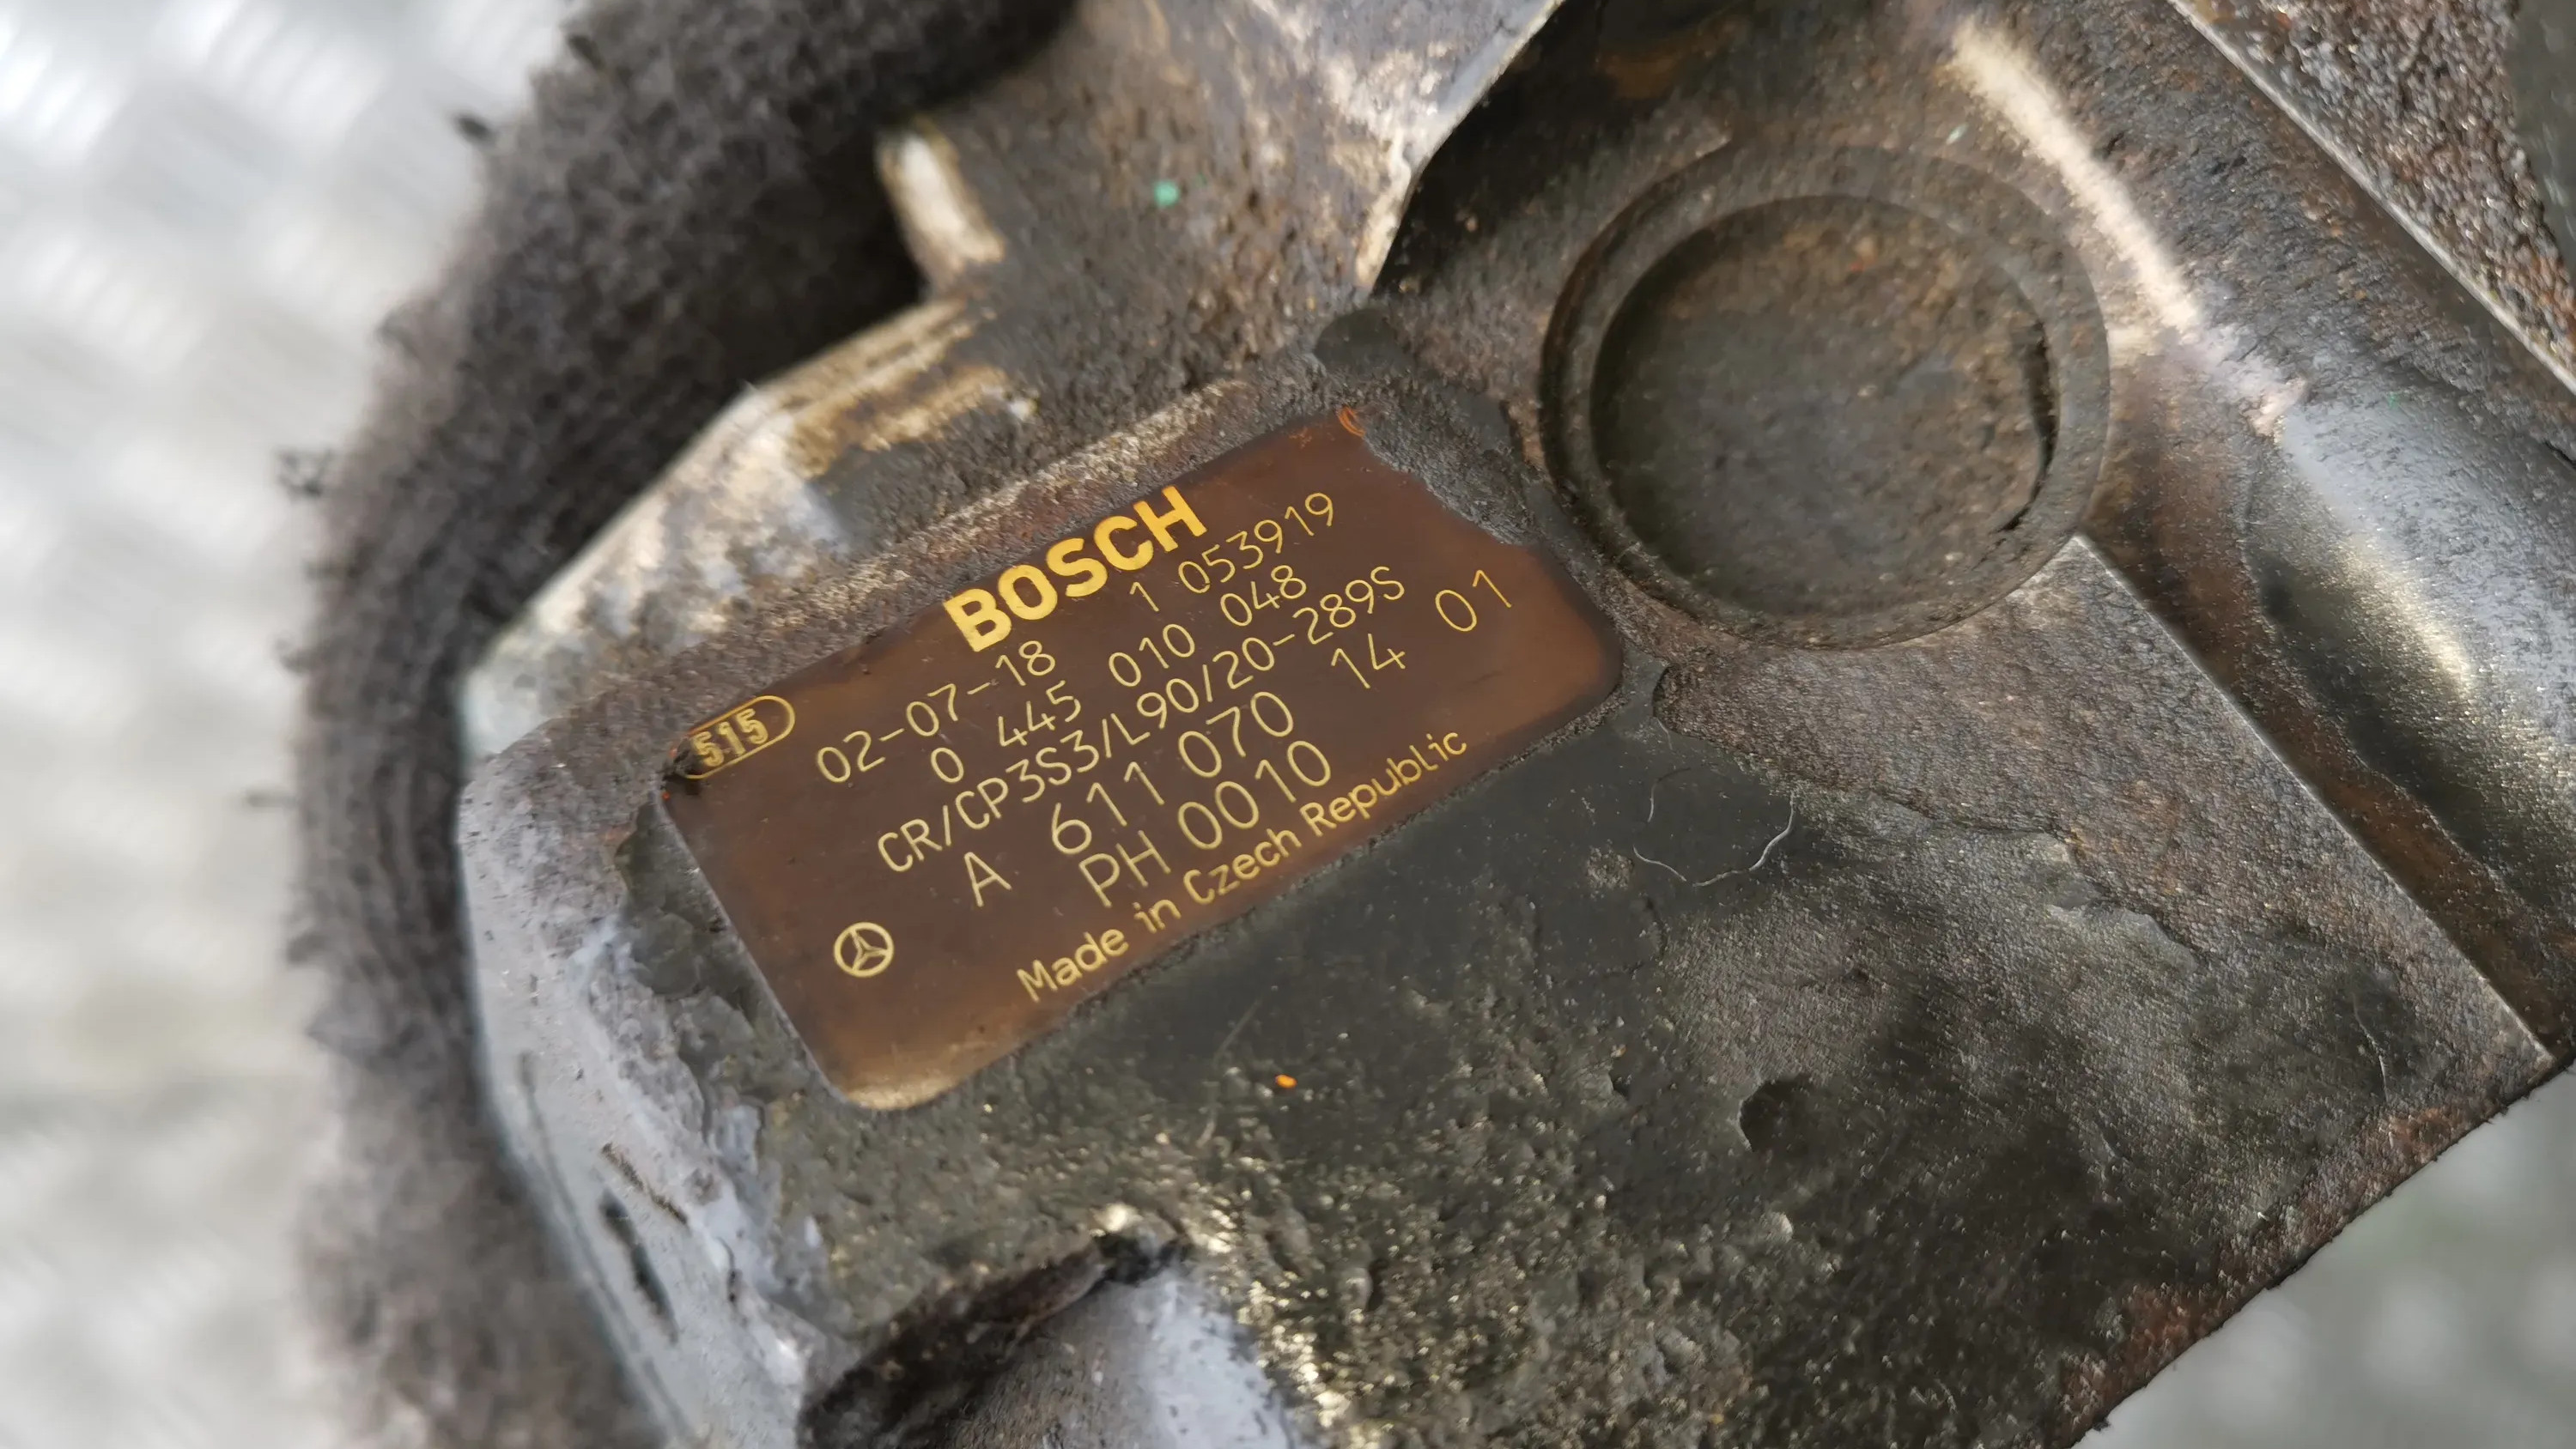 BOSCH
515
02-07-18 1 053919
0 445 010 048
CR/CP3S3/L90/20-289S
A 611 070 14 01
PH 0010
Made in Czech Republic